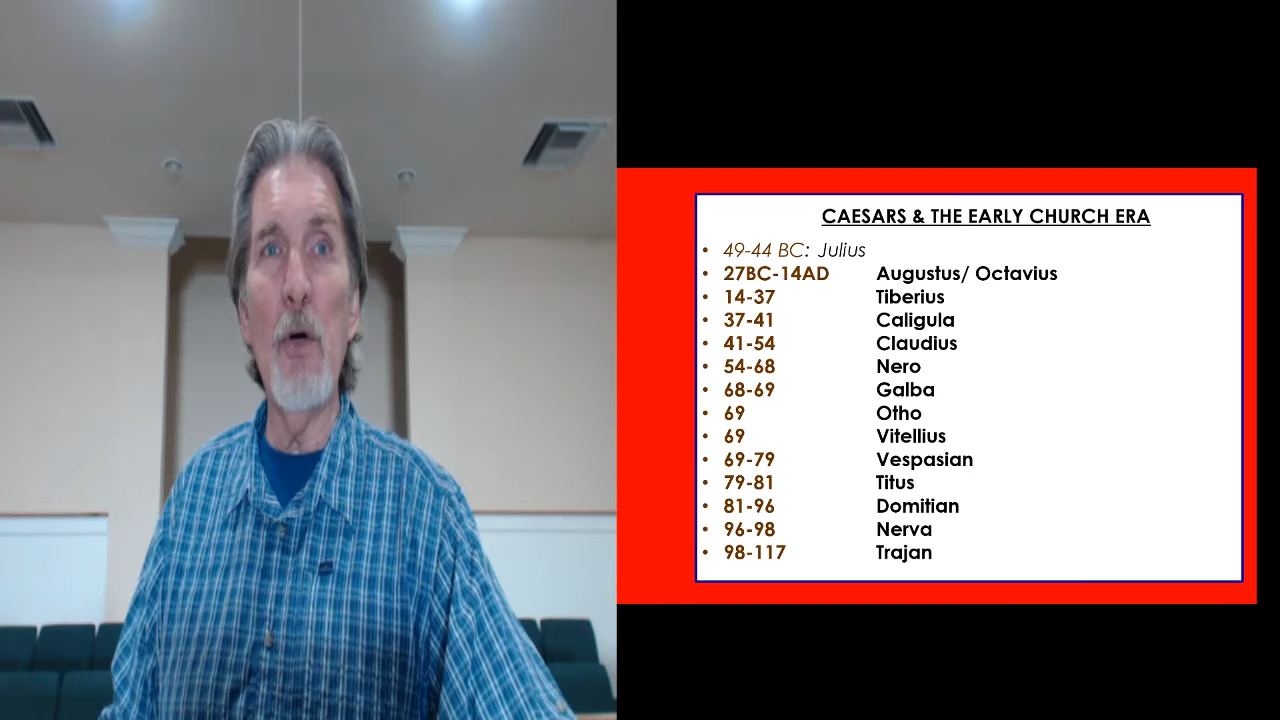 CAESARS & THE EARLY CHURCH ERA
• 49-44 BC: Julius
• 27BC-14AD Augustus/ Octavius
• 14-37 Tiberius
• 37-41 Caligula
• 41-54 Claudius
• 54-68 Nero
• 68-69 Galba
• 69 Otho
• 69 Vitellius
• 69-79 Vespasian
• 79-81 Titus
• 81-96 Domitian
• 96-98 Nerva
• 98-117 Trajan